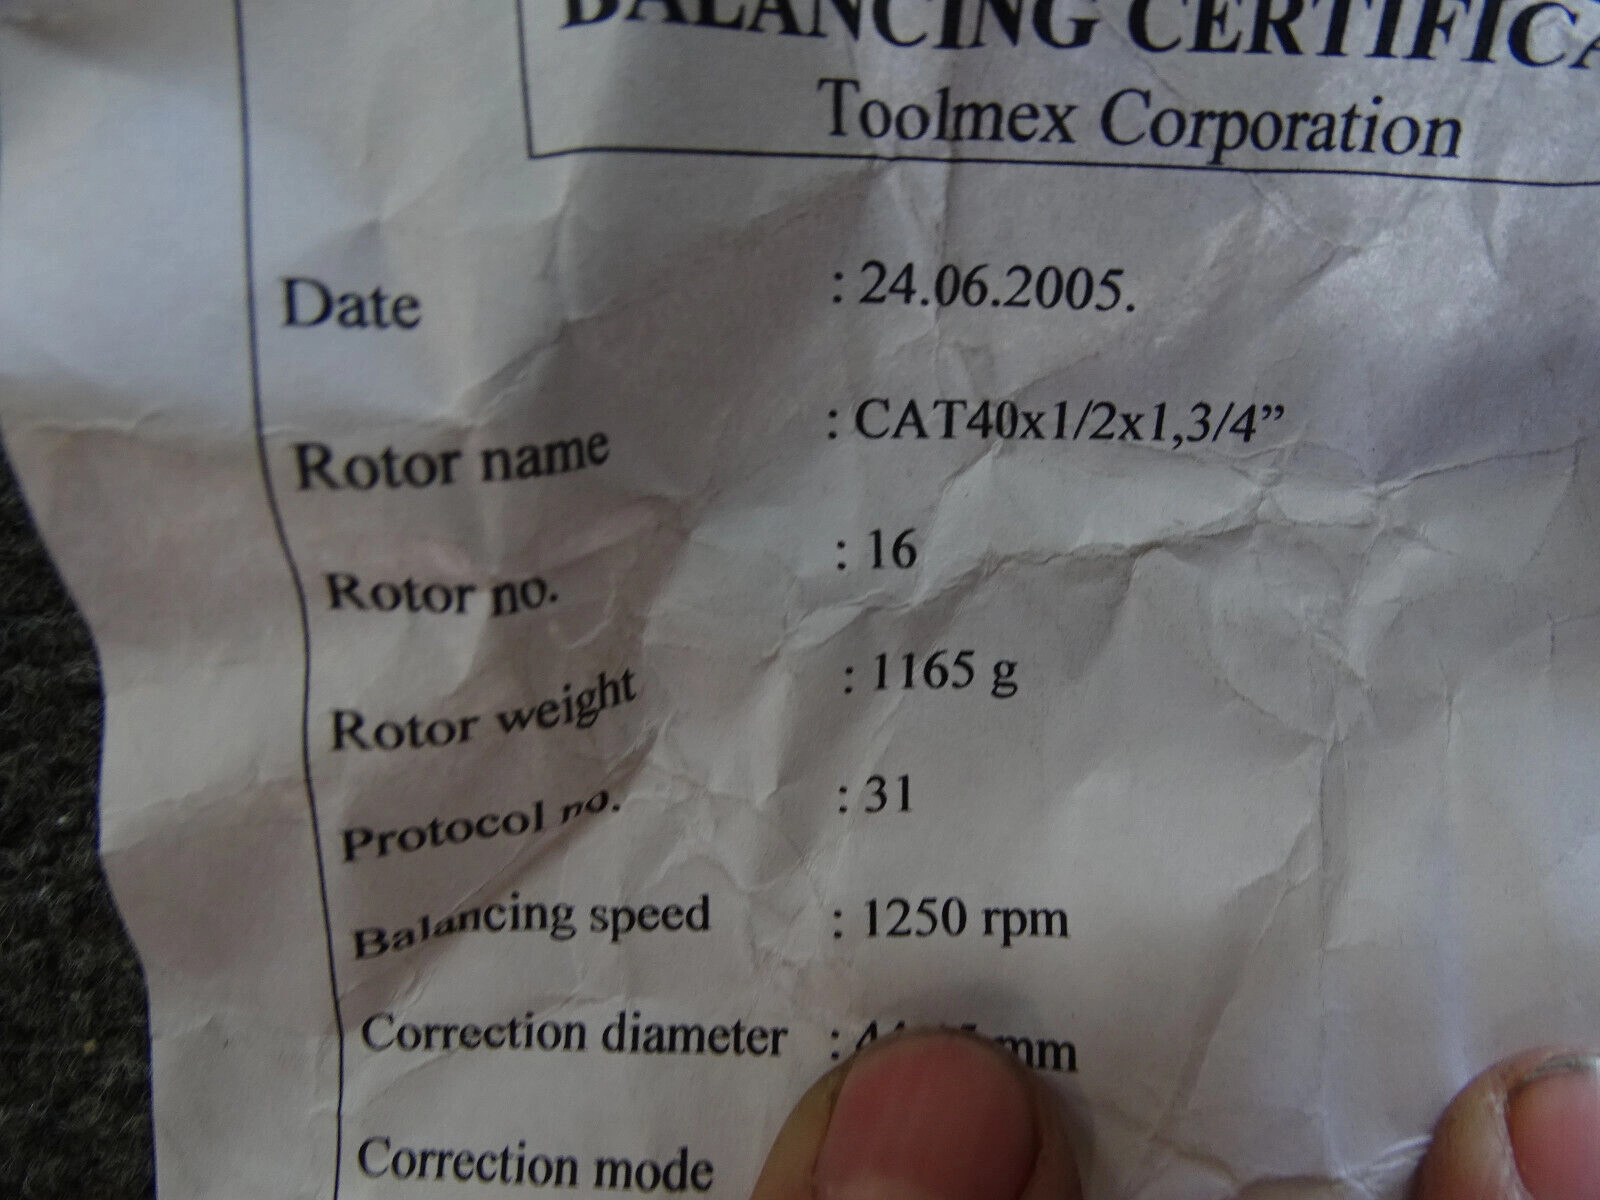 BALANCING
Toolmex Corporation
Date : 24.06.2005.
Rotor name : CAT40x1/2x1,3/4”
Rotor no. : 16
Rotor weight : 1165 g
Protocol no. : 31
Balancing speed : 1250 rpm
Correction diameter : mm
Correction mode